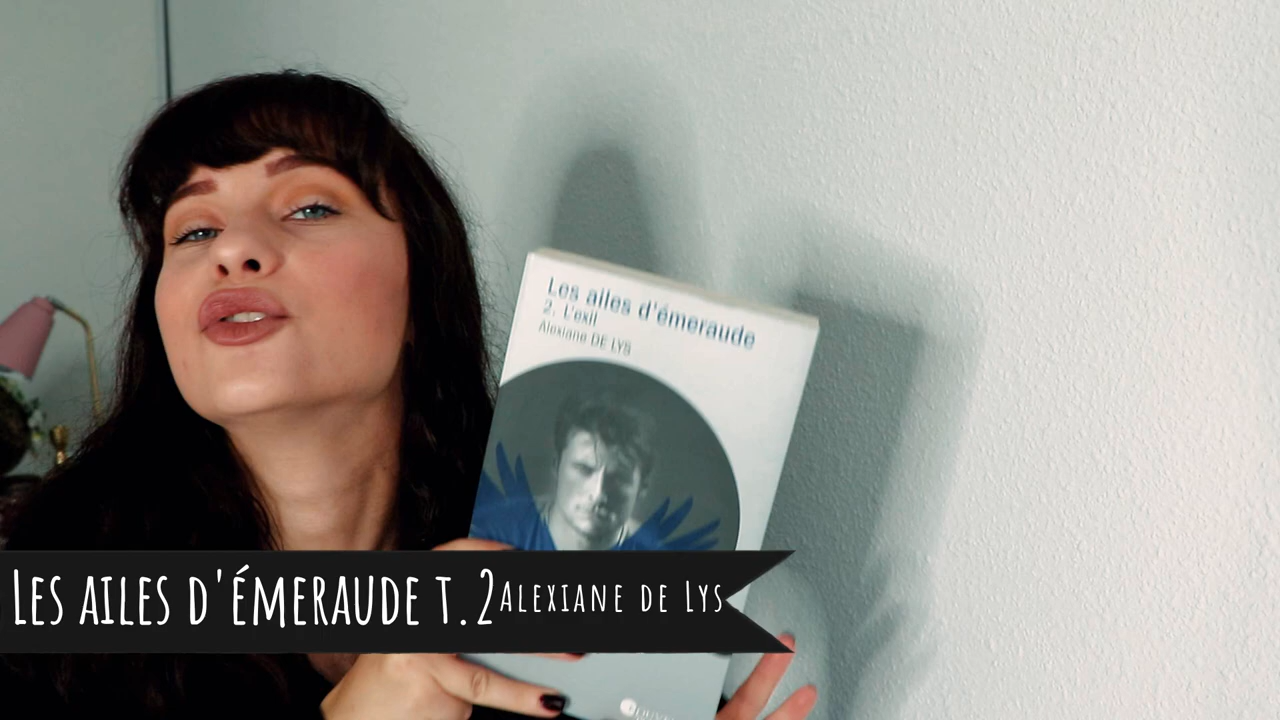 Les ailes d'émeraude
2. L'exil
Alexiane DE LYS
LES AILES D'ÉMERAUDE T.2 ALEXIANE DE LYS